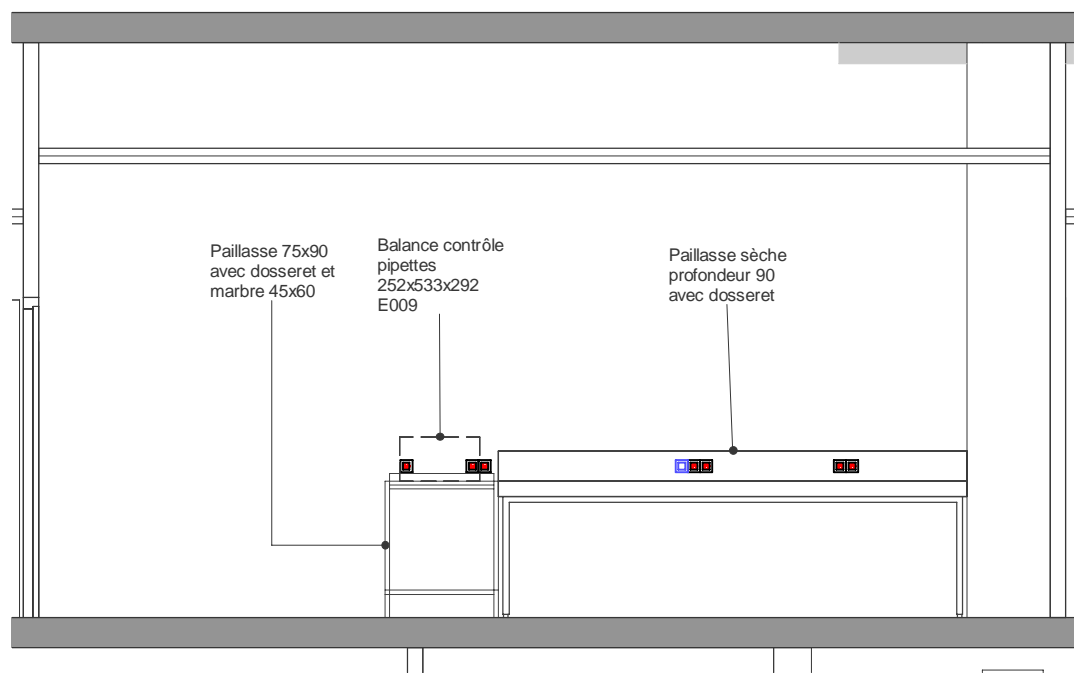 Paillasse 75x90
avec dosseret et
marbre 45x60
Balance contrôle
pipettes
252x533x292
E009
Paillasse sèche
profondeur 90
avec dosseret